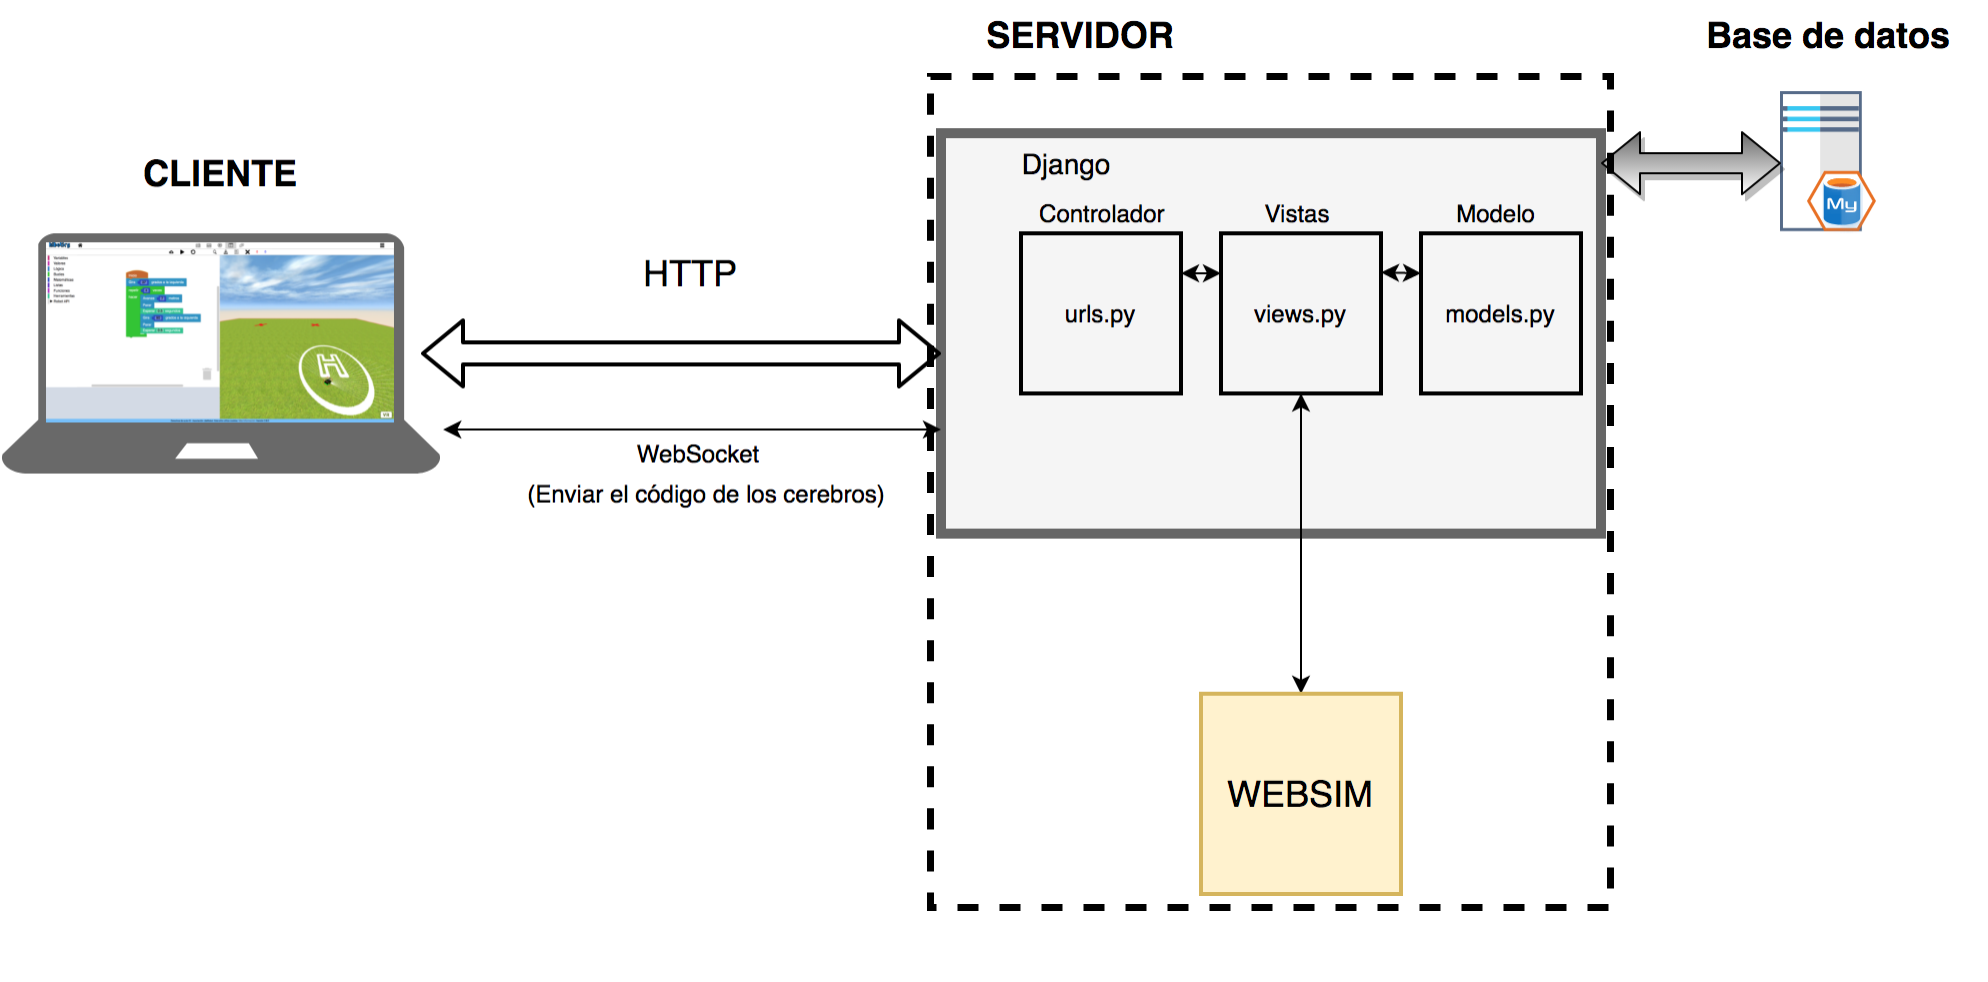 SERVIDOR
Base de datos
CLIENTE
Django
Controlador
Vistas
Modelo
urls.py
views.py
models.py
HTTP
WebSocket
(Enviar el código de los cerebros)
My
H
WEBSIM